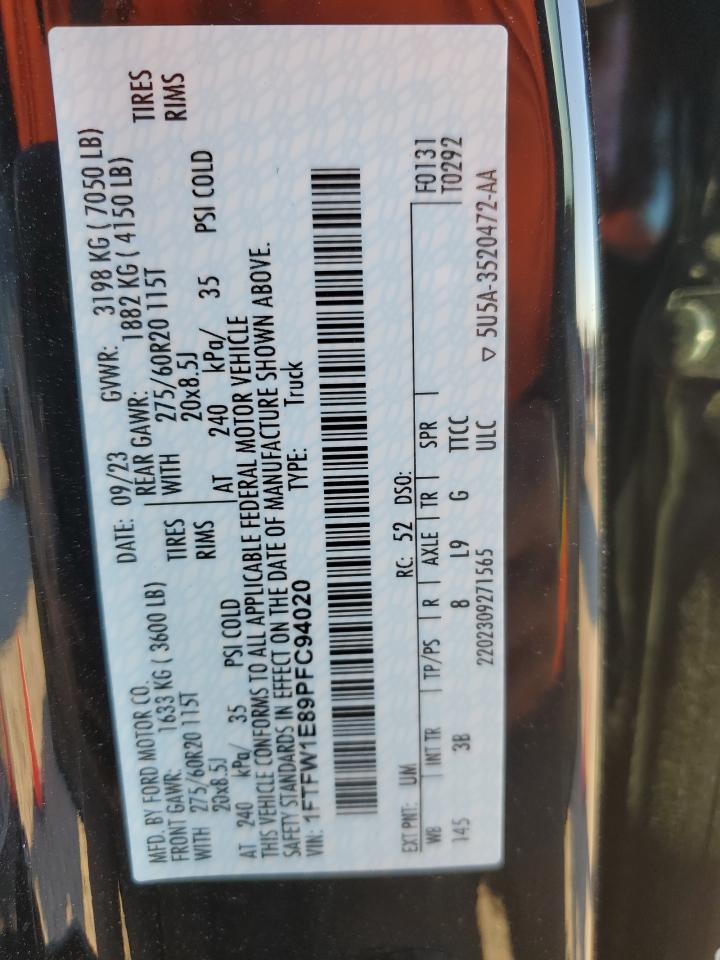 MFD. BY FORD MOTOR CO. DATE: 09/23 GVWR: 3198 KG ( 7050 LB)
FRONT GAWR: 1633 KG ( 3600 LB) REAR GAWR: 1882 KG ( 4150 LB)
WITH 275/60R20 115T TIRES WITH 275/60R20 115T TIRES
20x8.5J RIMS 20x8.5J RIMS
AT 240 kPa/ 35 PSI COLD AT 240 kPa/ 35 PSI COLD
THIS VEHICLE CONFORMS TO ALL APPLICABLE FEDERAL MOTOR VEHICLE
SAFETY STANDARDS IN EFFECT ON THE DATE OF MANUFACTURE SHOWN ABOVE.
VIN: 1FTFW1E89PFC94020 TYPE: Truck
EXT PNT: UM RC: 52 DSO: F0131
WB INT TR TP/PS R AXLE TR SPR T0292
145 3B 8 L9 G TTCC
2202309271565 ULC ▽ 5U5A-3520472-AA